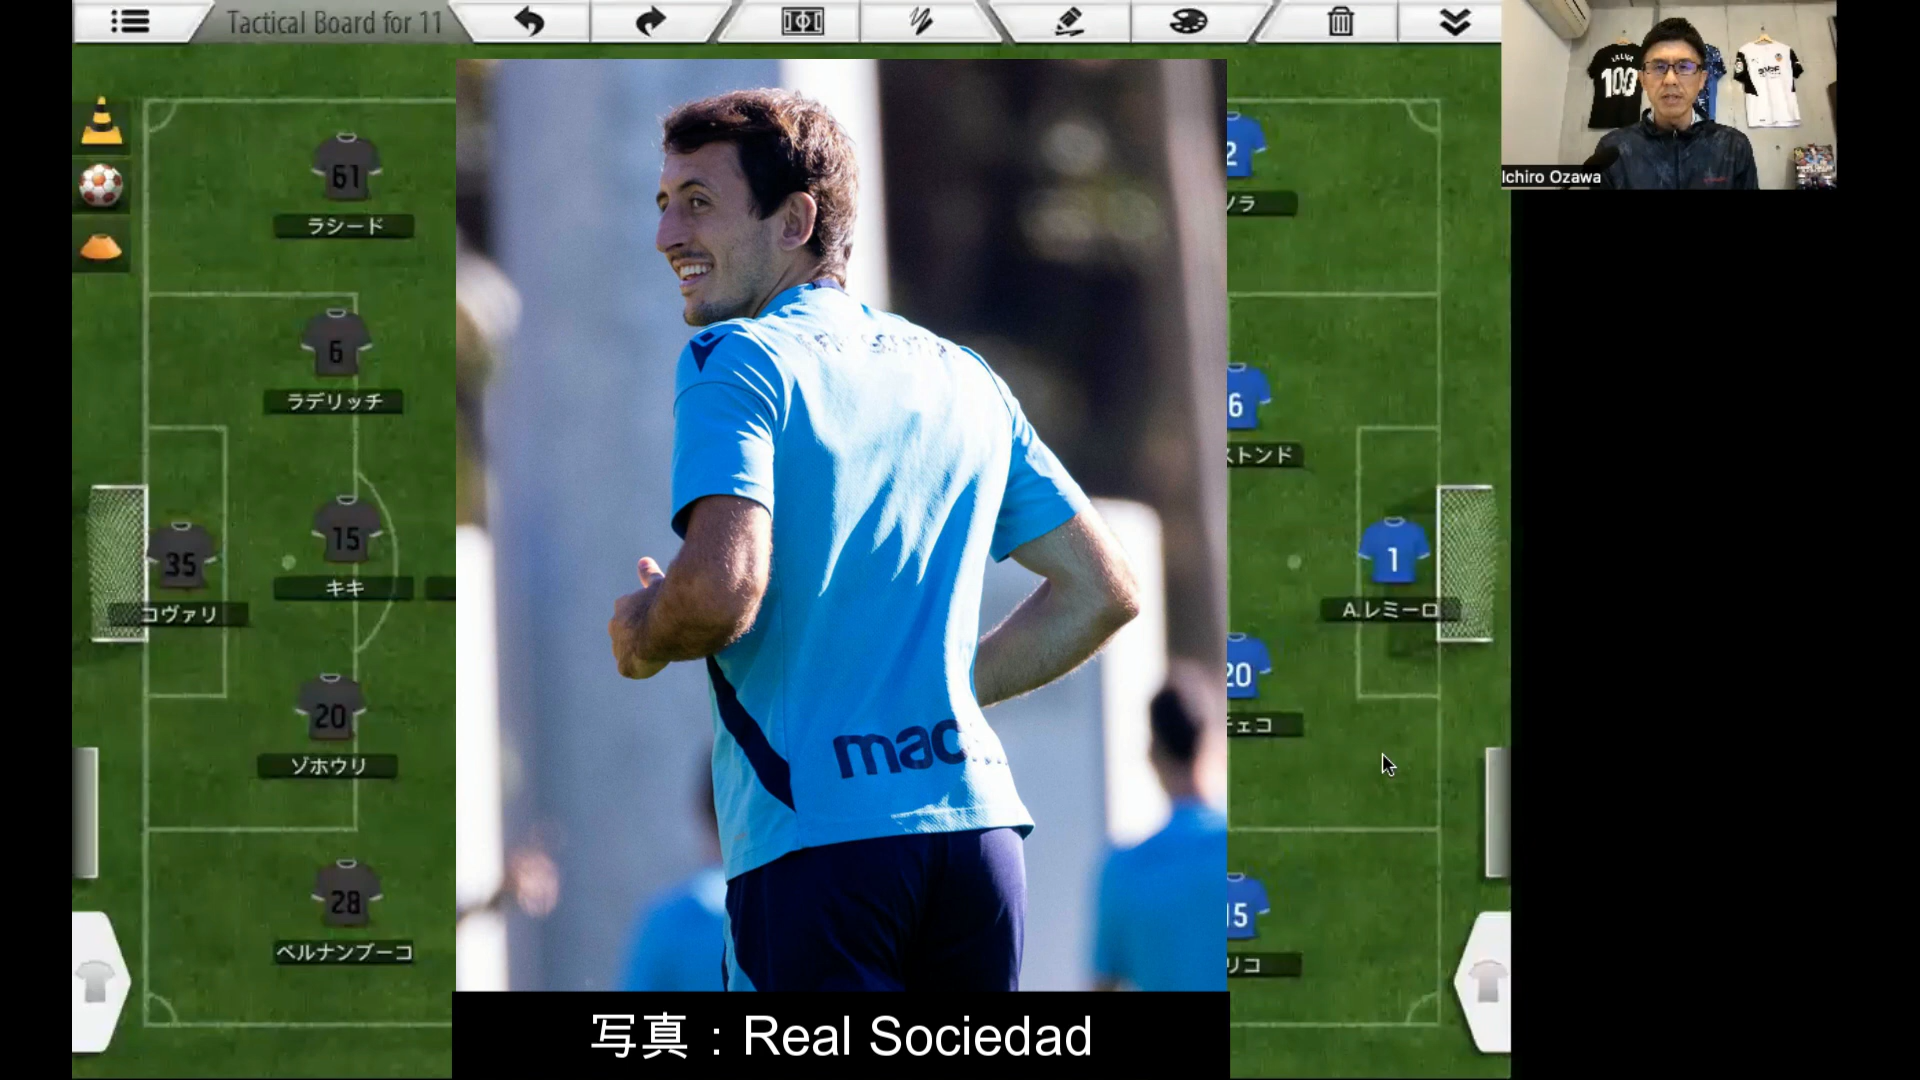 Tactical Board for 11
61
ラシード
6
ラデリッチ
15
キキ
35
コヴァリ
20
ゾホウリ
28
ベルナンブーコ
mac
2
ソラ
6
ストンド
1
A.レミーロ
20
チェコ
15
リコ
LALIGA
100
Ichiro Ozawa
写真：Real Sociedad